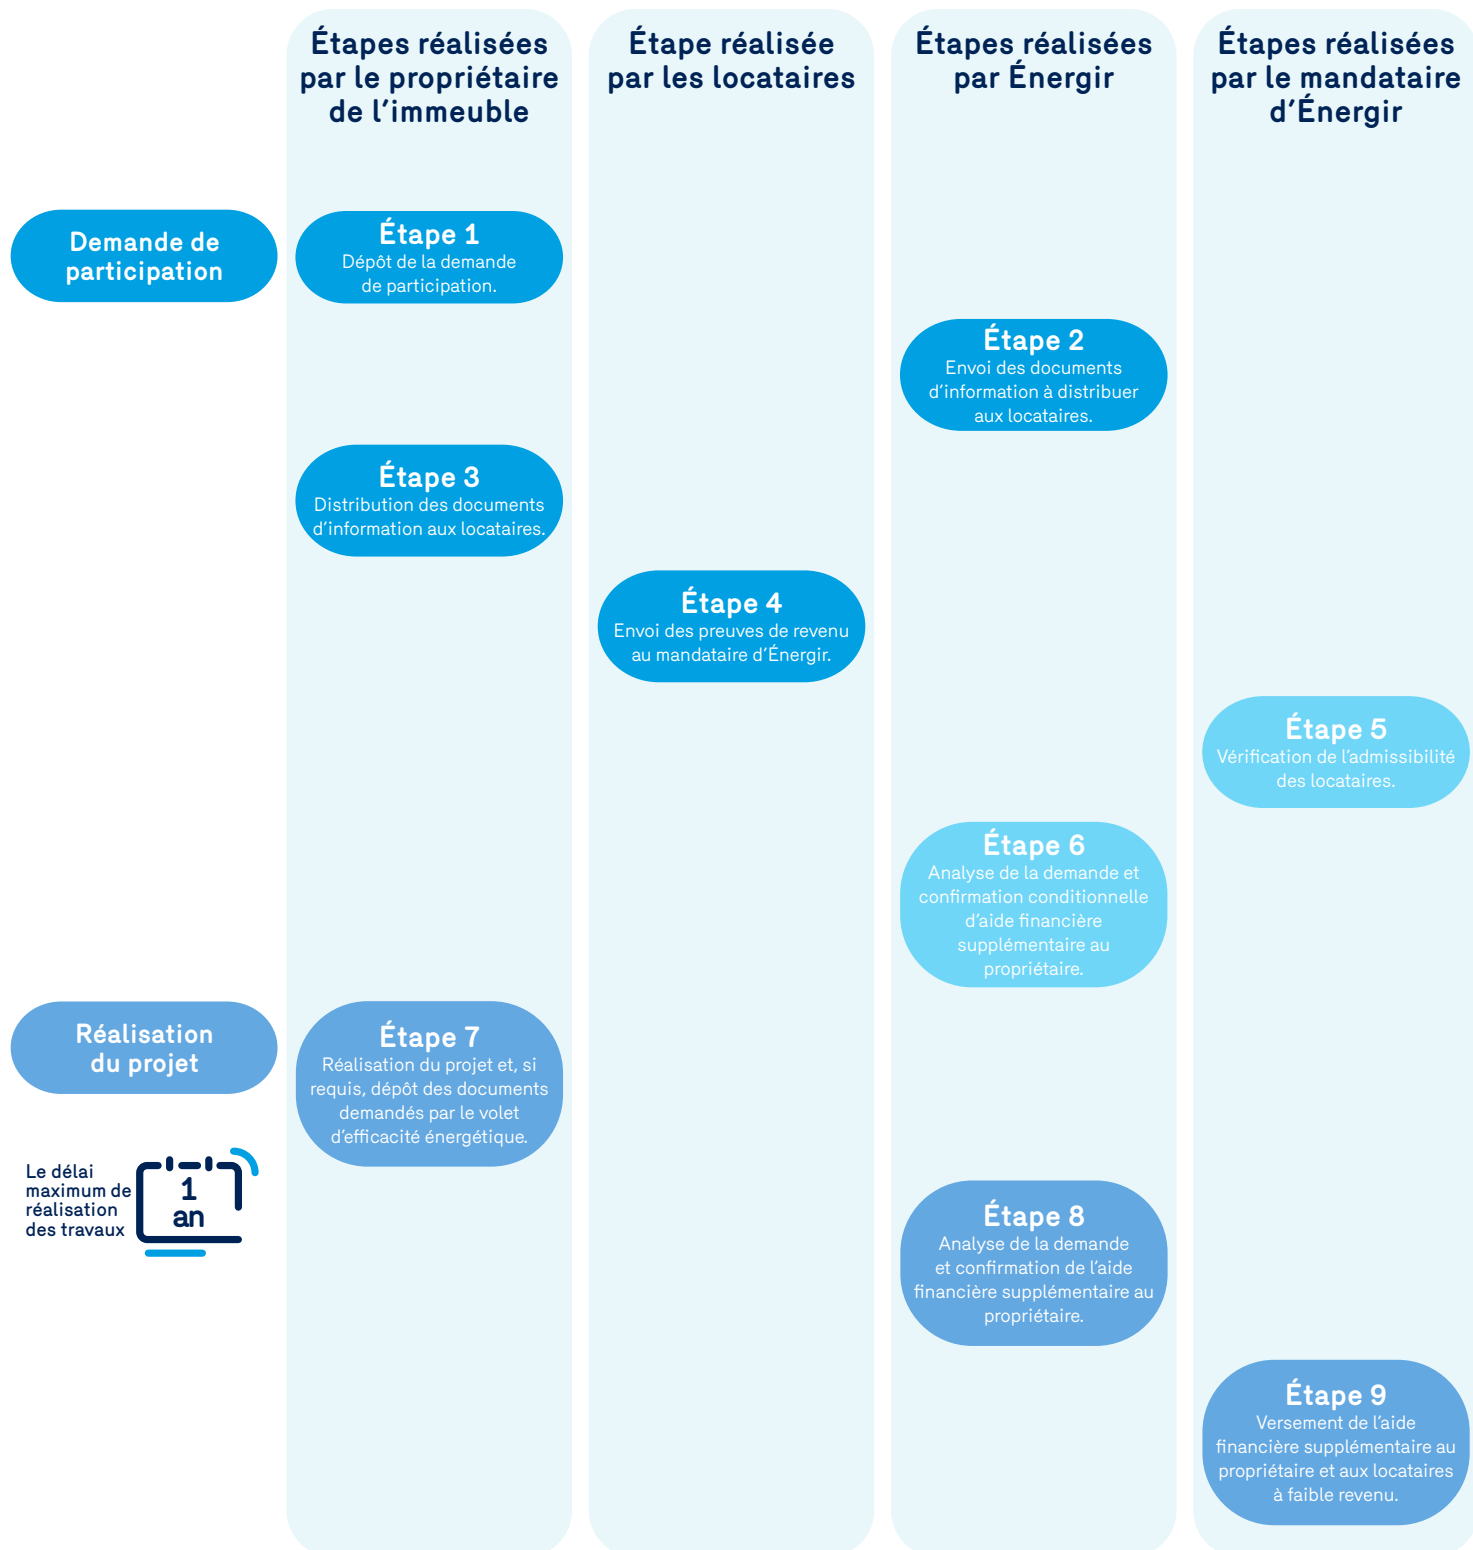 Étapes réalisées
par le propriétaire
de l’immeuble
Étape réalisée
par les locataires
Étapes réalisées
par Énergir
Étapes réalisées
par le mandataire
d’Énergir
Demande de
participation
Étape 1
Dépôt de la demande
de participation.
Étape 2
Envoi des documents
d’information à distribuer
aux locataires.
Étape 3
Distribution des documents
d’information aux locataires.
Étape 4
Envoi des preuves de revenu
au mandataire d’Énergir.
Étape 5
Vérification de l’admissibilité
des locataires.
Étape 6
Analyse de la demande et
confirmation conditionnelle
d’aide financière
supplémentaire au
propriétaire.
Réalisation
du projet
Étape 7
Réalisation du projet et, si
requis, dépôt des documents
demandés par le volet
d’efficacité énergétique.
Le délai
maximum de
réalisation
des travaux
1
an
Étape 8
Analyse de la demande
et confirmation de l’aide
financière supplémentaire au
propriétaire.
Étape 9
Versement de l’aide
financière supplémentaire au
propriétaire et aux locataires
à faible revenu.